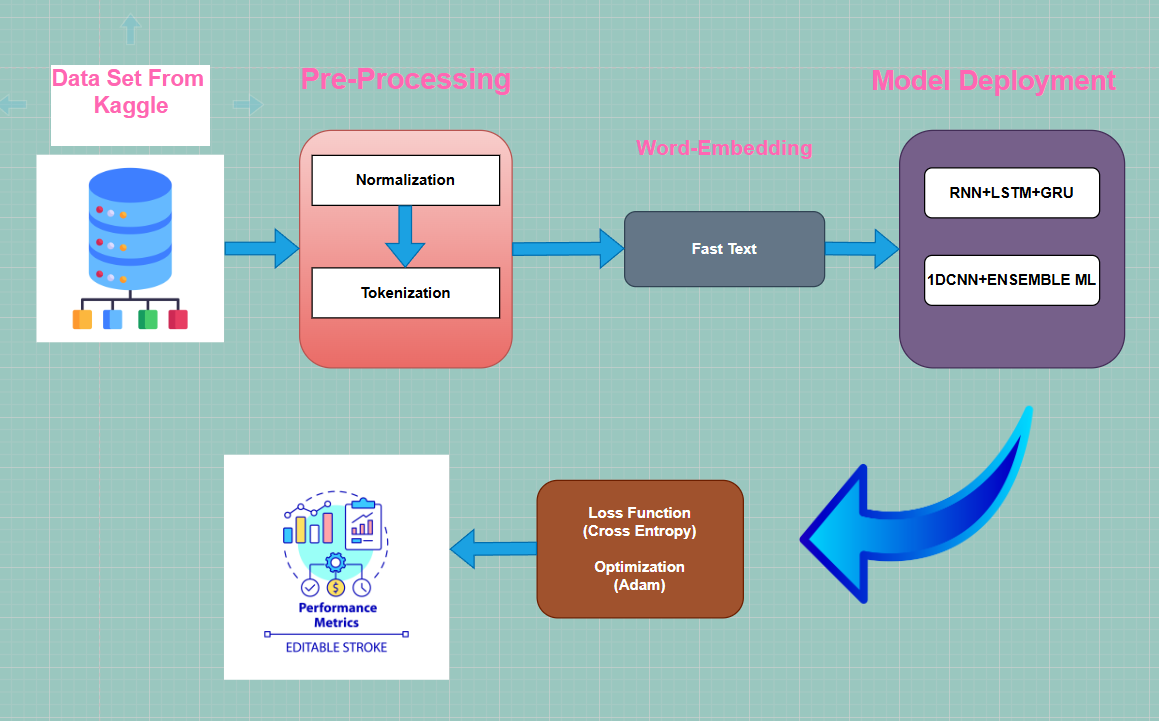 Data Set From
Kaggle
Pre-Processing
Normalization
Tokenization
Word-Embedding
Fast Text
Model Deployment
RNN+LSTM+GRU
1DCNN+ENSEMBLE ML
Loss Function
(Cross Entropy)
Optimization
(Adam)
$
Performance
Metrics
EDITABLE STROKE